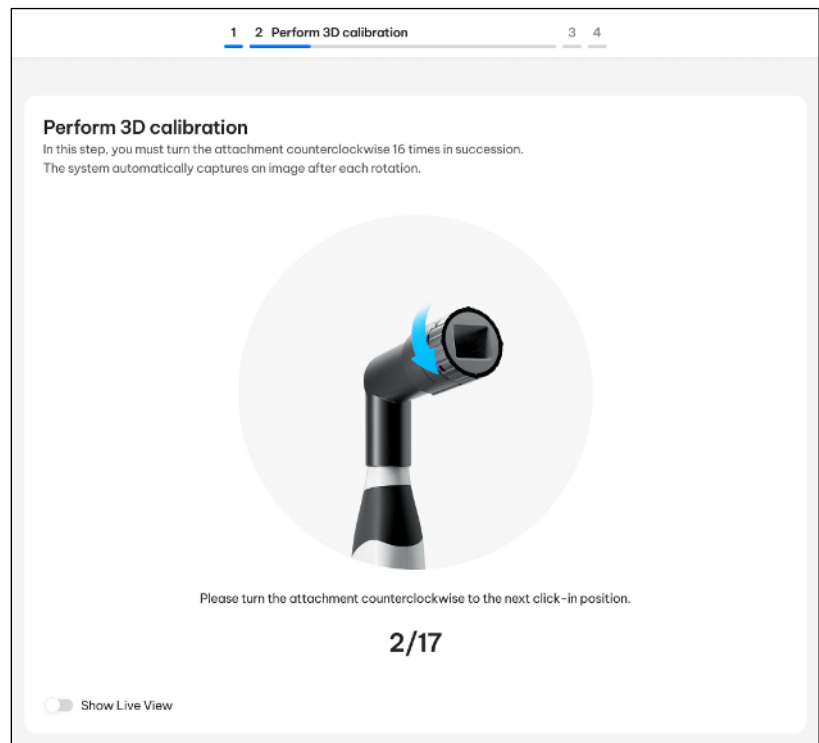 1 2 Perform 3D calibration 3 4
Perform 3D calibration
In this step, you must turn the attachment counterclockwise 16 times in succession.
The system automatically captures an image after each rotation.
Please turn the attachment counterclockwise to the next click-in position.
2/17
Show Live View